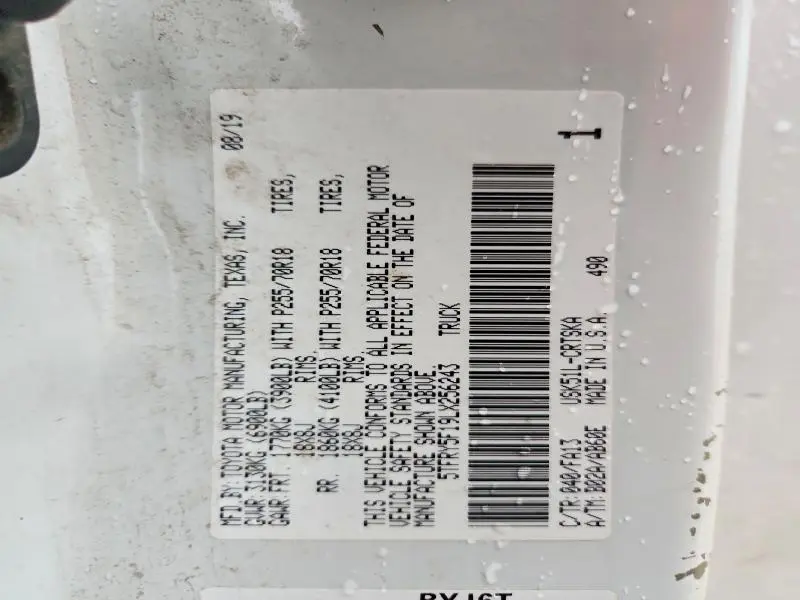 MFD.BY: TOYOTA MOTOR MANUFACTURING, TEXAS, INC. 08/19
GVWR: 3130KG (6900LB)
GAWR: FRT. 1770KG (3900LB) WITH P255/70R18 TIRES,
18X8J RIMS.
RR. 1860KG (4100LB) WITH P255/70R18 TIRES,
18X8J RIMS.
THIS VEHICLE CONFORMS TO ALL APPLICABLE FEDERAL MOTOR
VEHICLE SAFETY STANDARDS IN EFFECT ON THE DATE OF
MANUFACTURE SHOWN ABOVE.
5TFRY5F19LX256243 TRUCK
C/TR: 040/FA13 USK51L-CRTSKA 490
A/TM: B02A/AB60E MADE IN U.S.A.